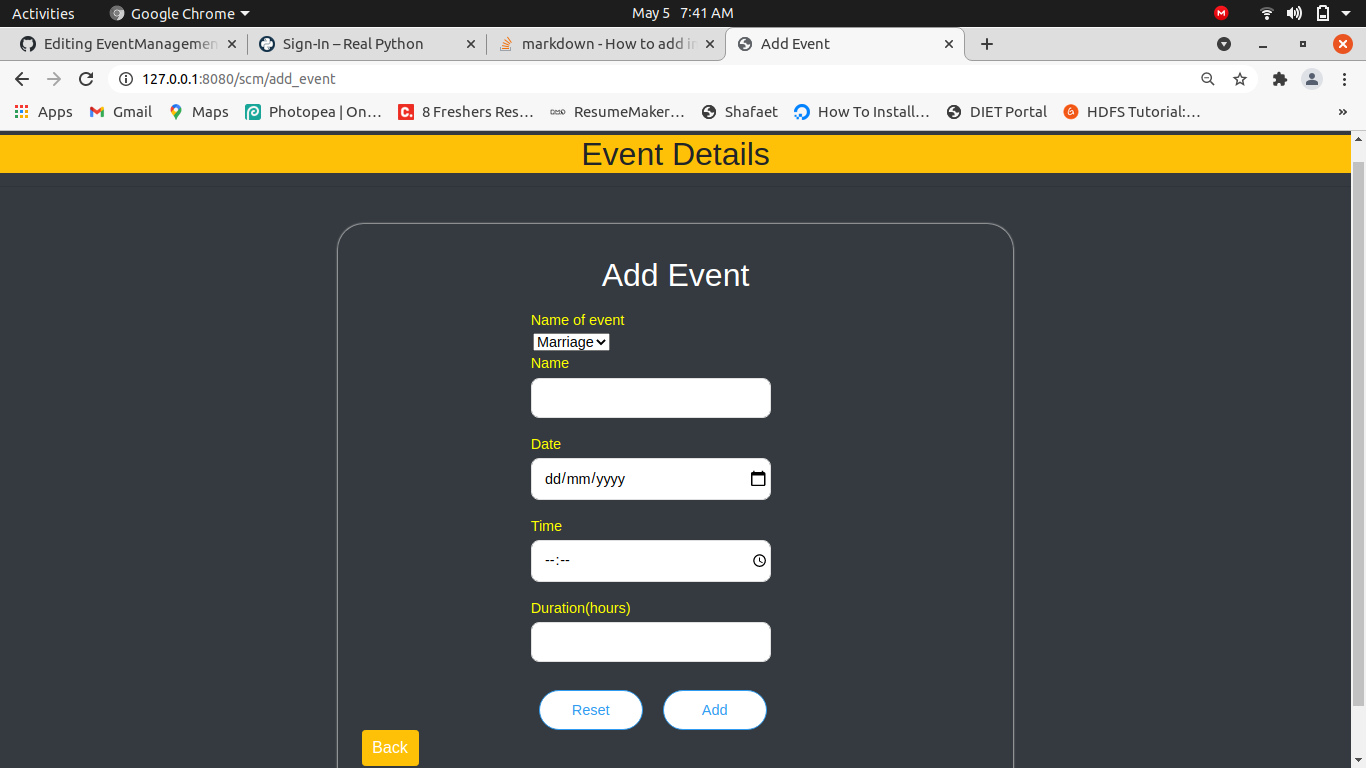 Activities Google Chrome May 5 7:41 AM
Editing EventManagemen Sign-In – Real Python markdown - How to add in Add Event
127.0.0.1:8080/scm/add_event
Apps Gmail Maps Photopea | On… 8 Freshers Res… ResumeMaker… Shafaet How To Install… DIET Portal HDFS Tutorial:… »
Event Details
Add Event
Name of event
Marriage
Name
Date
dd/mm/yyyy
Time
--:--
Duration(hours)
Reset Add
Back